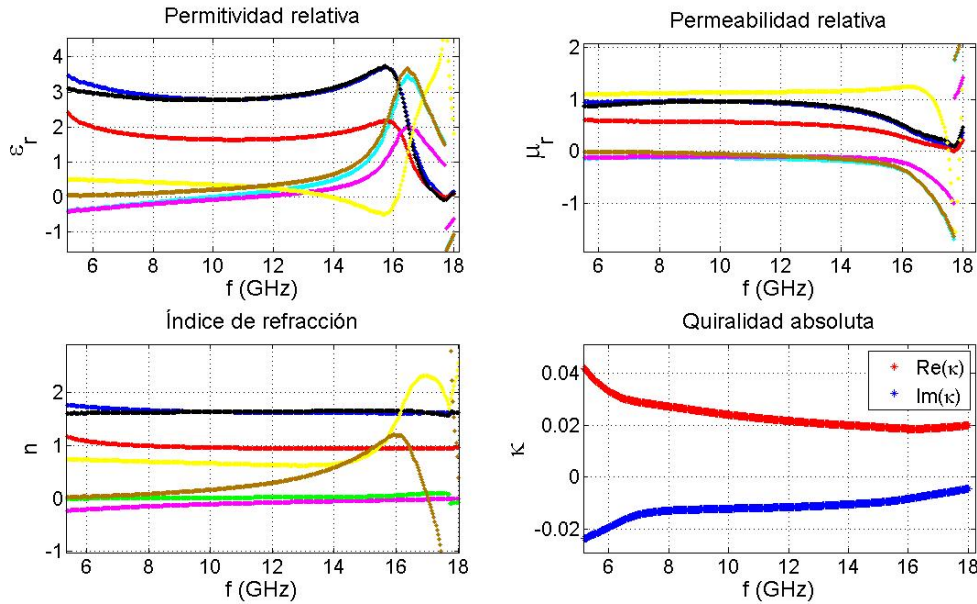 Permitividad relativa
4
3
2
1
0
-1
εr
6 8 10 12 14 16 18
f (GHz)
Permeabilidad relativa
2
1
0
-1
μr
6 8 10 12 14 16 18
f (GHz)
Índice de refracción
2
1
0
-1
n
6 8 10 12 14 16 18
f (GHz)
Quiralidad absoluta
0.04
0.02
0
-0.02
κ
Re(κ)
Im(κ)
6 8 10 12 14 16 18
f (GHz)